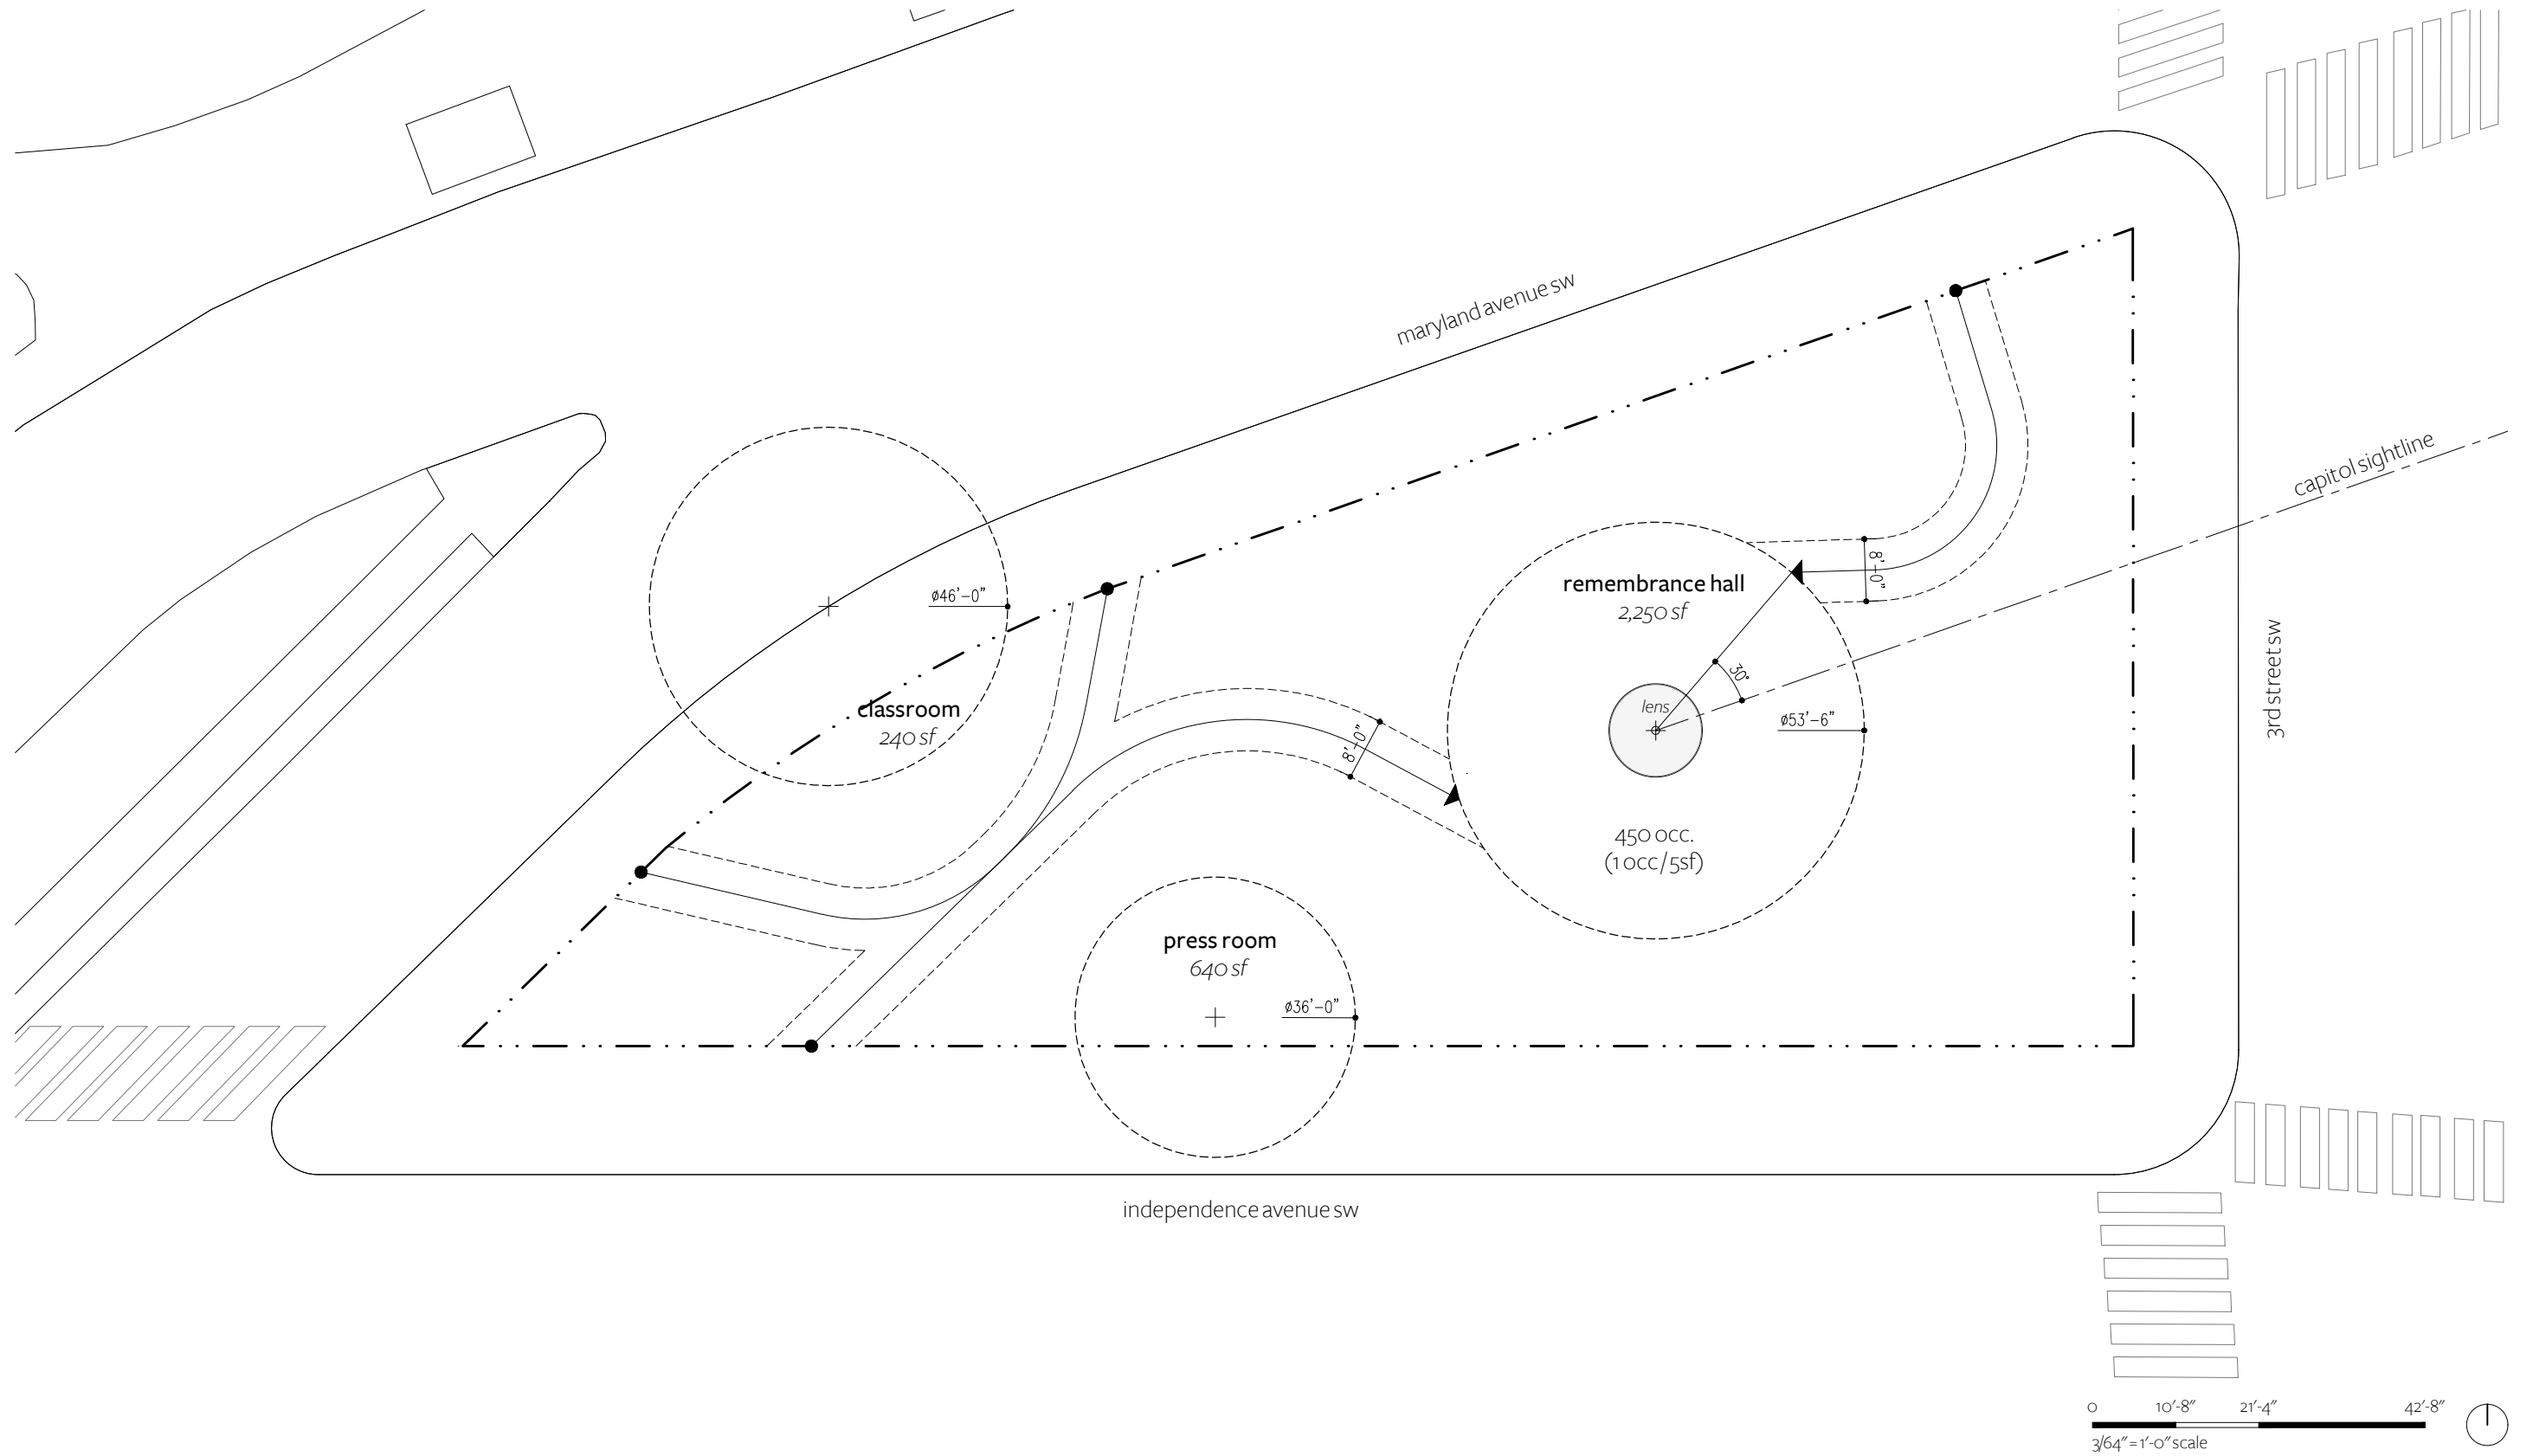 maryland avenue sw
capitol sightline
3rd street sw
8'-0"
remembrance hall
2,250 sf
ø46'-0"
30°
lens
classroom
240 sf
ø53'-6"
8'-0"
450 occ.
(1 occ/5sf)
press room
640 sf
ø36'-0"
independence avenue sw
0 10'-8" 21'-4" 42'-8"
3/64" = 1'-0" scale